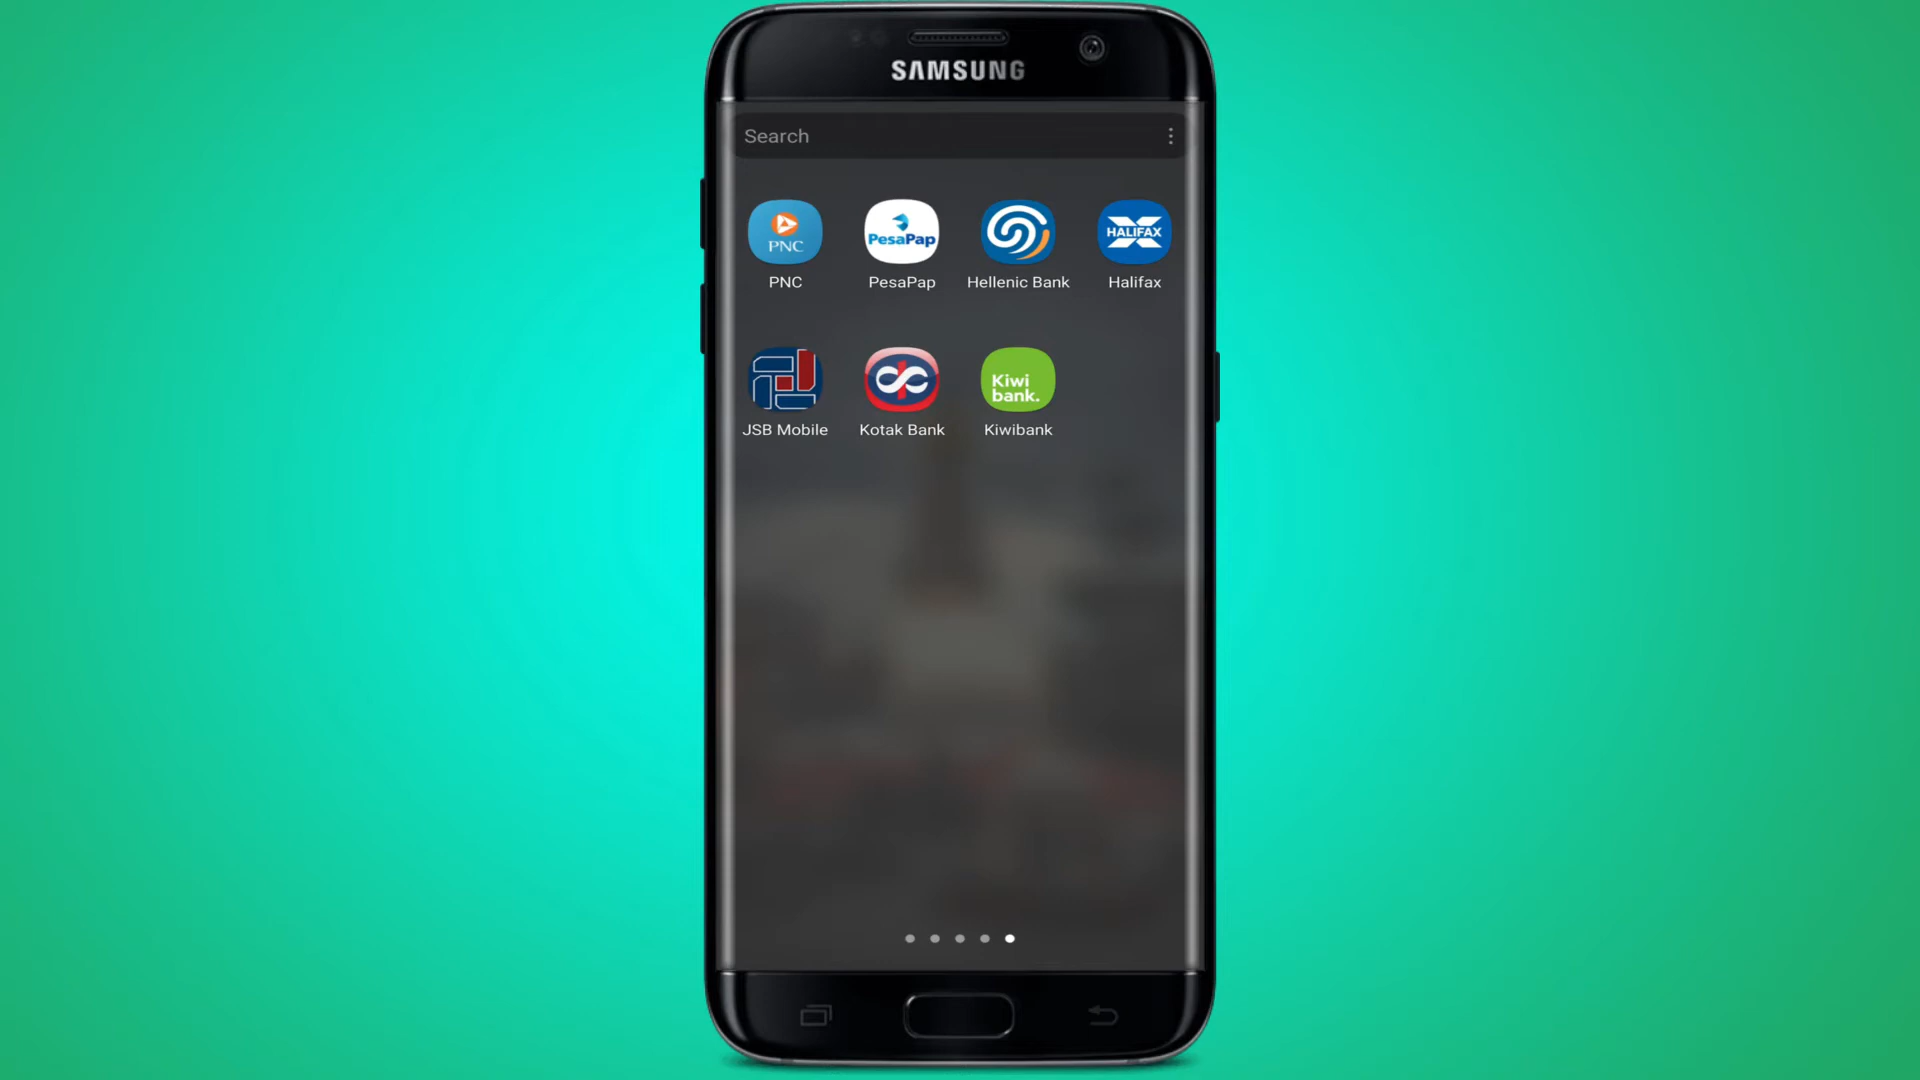 SAMSUNG
Search
PNC
PesaPap
HALIFAX
PNC
PesaPap
Hellenic Bank
Halifax
Kiwi
bank.
JSB Mobile
Kotak Bank
Kiwibank